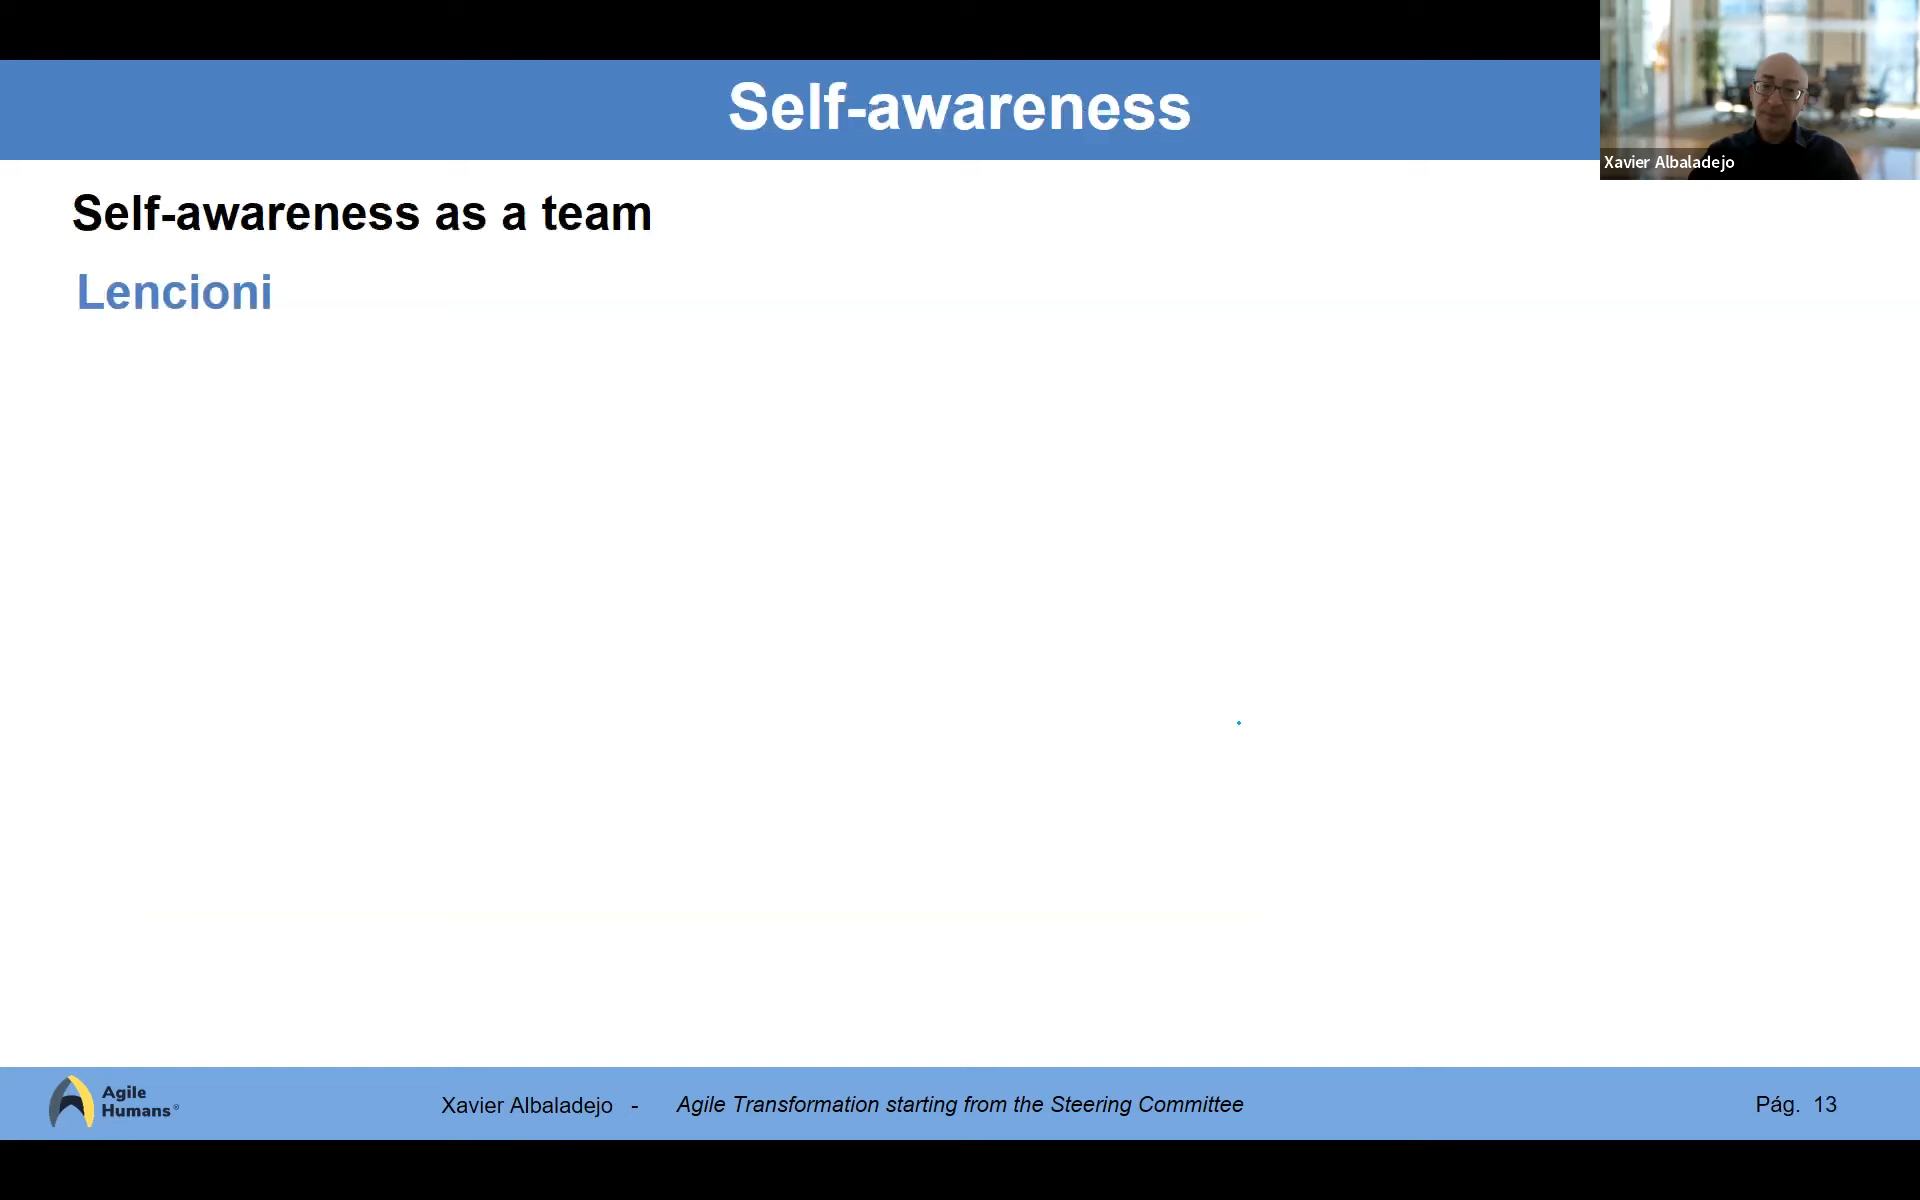 Self-awareness
Xavier Albaladejo
Self-awareness as a team
Lencioni
Agile
Humans®
Xavier Albaladejo - Agile Transformation starting from the Steering Committee
Pág. 13